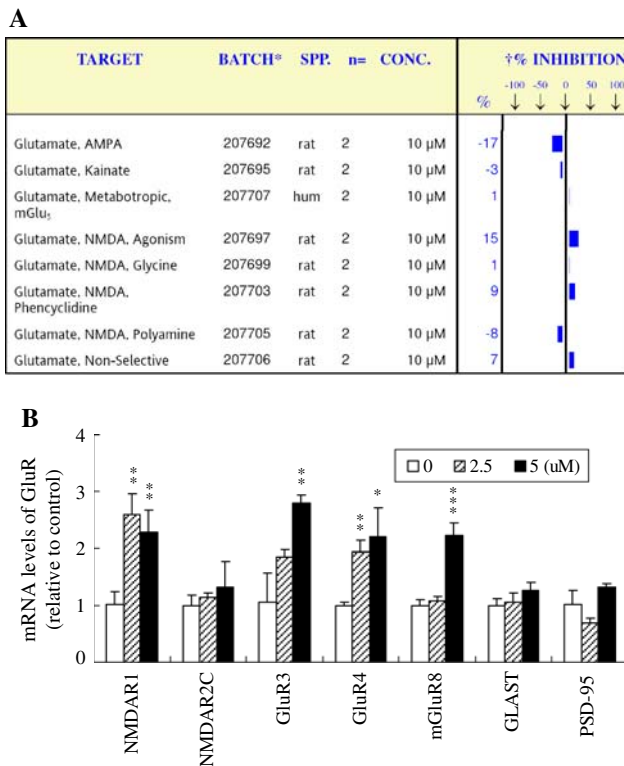 A
TARGET BATCH* SPP. n= CONC. †% INHIBITION
% -100 -50 0 50 100
Glutamate, AMPA 207692 rat 2 10 µM -17
Glutamate, Kainate 207695 rat 2 10 µM -3
Glutamate, Metabotropic, 207707 hum 2 10 µM 1
mGlu5
Glutamate, NMDA, Agonism 207697 rat 2 10 µM 15
Glutamate, NMDA, Glycine 207699 rat 2 10 µM 1
Glutamate, NMDA, 207703 rat 2 10 µM 9
Phencyclidine
Glutamate, NMDA, Polyamine 207705 rat 2 10 µM -8
Glutamate, Non-Selective 207706 rat 2 10 µM 7
B
mRNA levels of GluR
(relative to control)
4
3
2
1
0
0 2.5 5 (uM)
** ** ** ** * ***
NMDAR1
NMDAR2C
GluR3
GluR4
mGluR8
GLAST
PSD-95